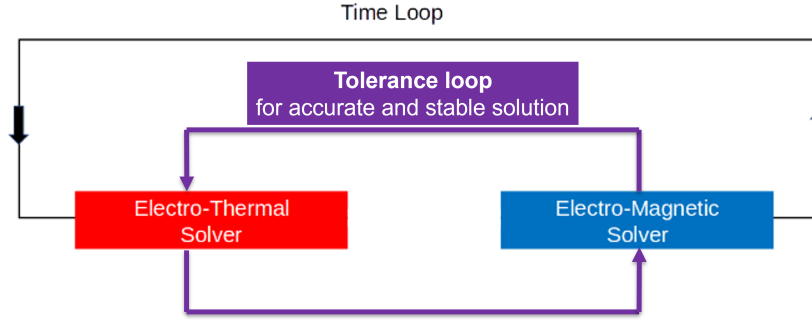 Time Loop
Tolerance loop
for accurate and stable solution
Electro-Thermal
Solver
Electro-Magnetic
Solver